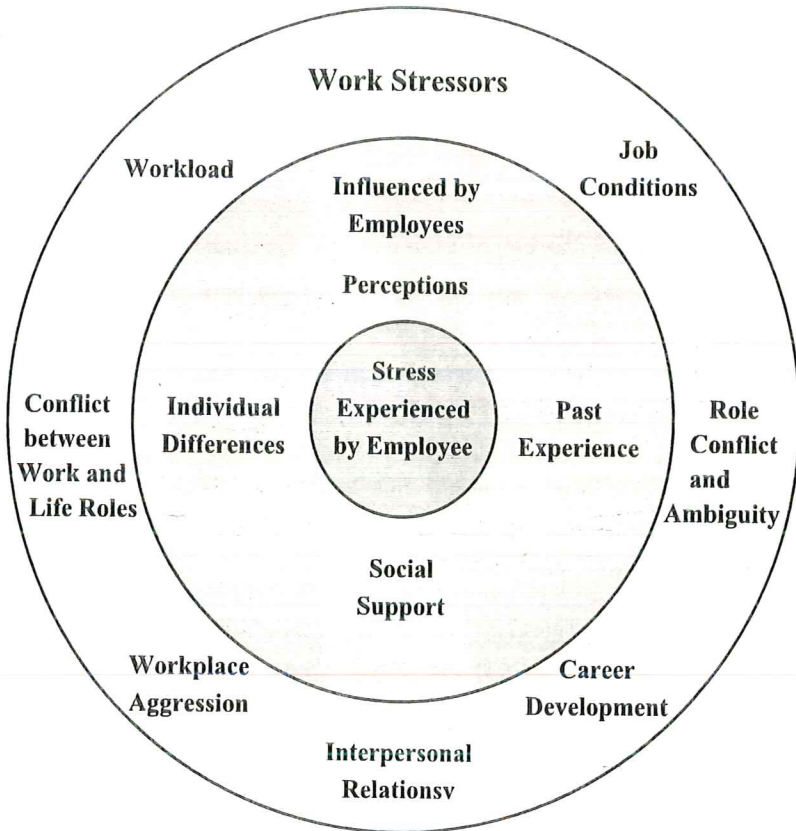 Work Stressors
Workload
Job
Conditions
Influenced by
Employees
Perceptions
Stress
Experienced
by Employee
Conflict
between
Work and
Life Roles
Individual
Differences
Past
Experience
Role
Conflict
and
Ambiguity
Social
Support
Workplace
Aggression
Career
Development
Interpersonal
Relationsv